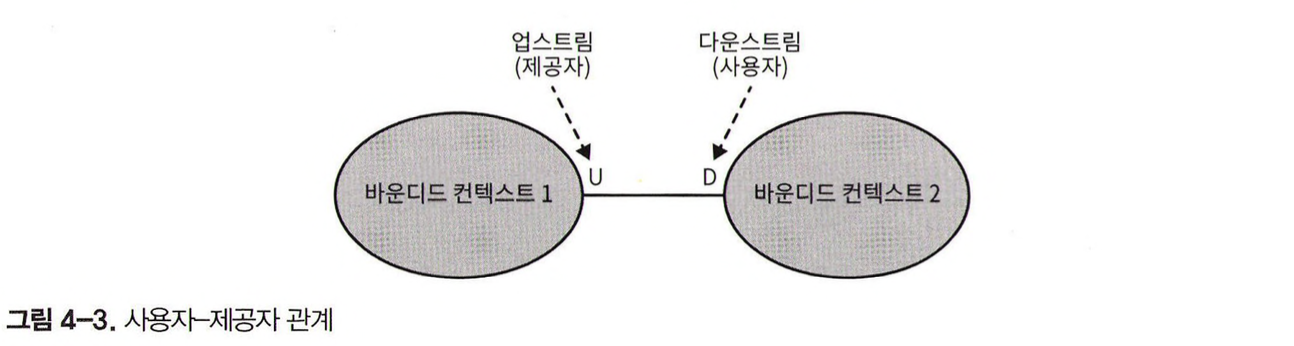 업스트림
(제공자)
다운스트림
(사용자)
U
D
바운디드 컨텍스트 1
바운디드 컨텍스트 2
그림 4-3. 사용자-제공자 관계